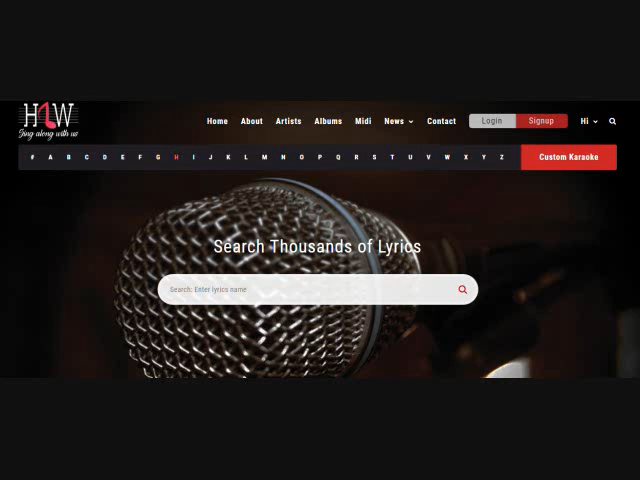 HLW
Sing along with us
Home About Artists Albums Midi News Contact Login Signup Hi
# A B C D E F G H I J K L M N O P Q R S T U V W X Y Z Custom Karaoke
Search Thousands of Lyrics
Search: Enter lyrics name